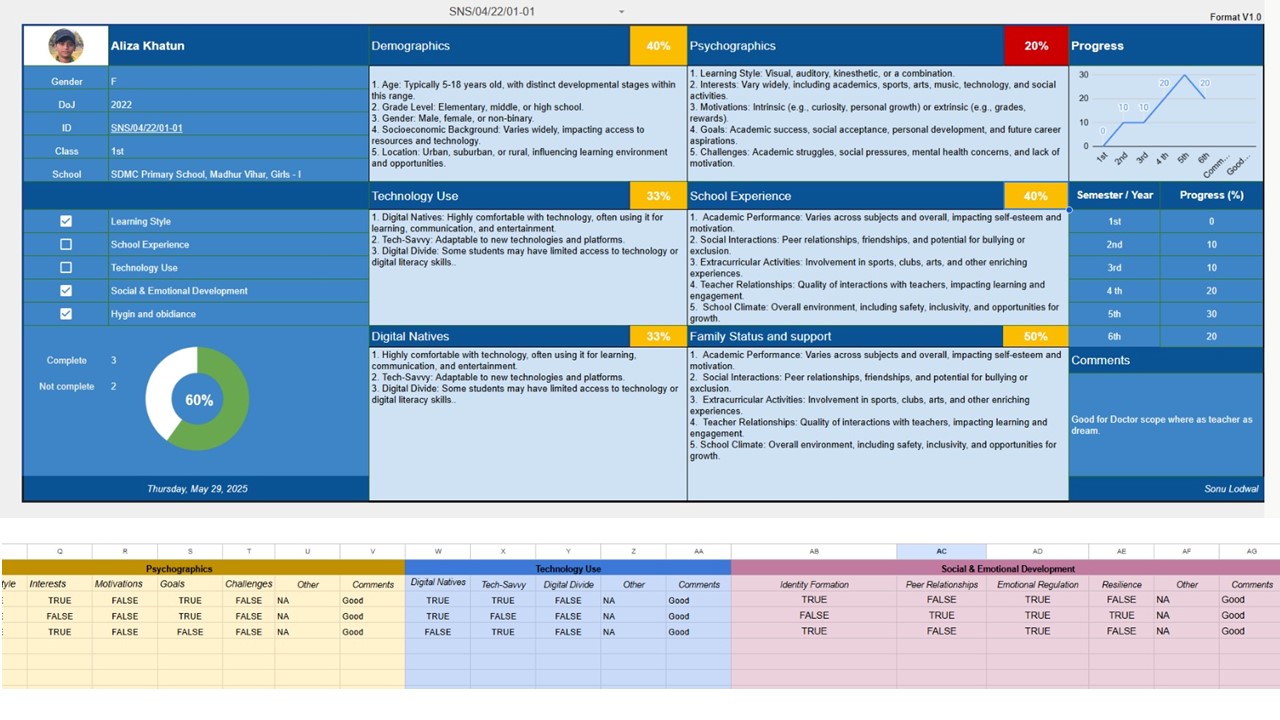 SNS/04/22/01-01
Format V1.0
Aliza Khatun
Gender F
DoJ 2022
ID SNS/04/22/01-01
Class 1st
School SDMC Primary School, Madhur Vihar, Girls - I
Learning Style
School Experience
Technology Use
Social & Emotional Development
Hygin and obidiance
Complete 3
Not complete 2
60%
Thursday, May 29, 2025
Demographics 40%
1. Age: Typically 5-18 years old, with distinct developmental stages within
this range.
2. Grade Level: Elementary, middle, or high school.
3. Gender: Male, female, or non-binary.
4. Socioeconomic Background: Varies widely, impacting access to
resources and technology.
5. Location: Urban, suburban, or rural, influencing learning environment
and opportunities.
Technology Use 33%
1. Digital Natives: Highly comfortable with technology, often using it for
learning, communication, and entertainment.
2. Tech-Savvy: Adaptable to new technologies and platforms.
3. Digital Divide: Some students may have limited access to technology or
digital literacy skills..
Digital Natives 33%
1. Highly comfortable with technology, often using it for learning,
communication, and entertainment.
2. Tech-Savvy: Adaptable to new technologies and platforms.
3. Digital Divide: Some students may have limited access to technology or
digital literacy skills..
Psychographics 20%
1. Learning Style: Visual, auditory, kinesthetic, or a combination.
2. Interests: Vary widely, including academics, sports, arts, music, technology, and social
activities.
3. Motivations: Intrinsic (e.g., curiosity, personal growth) or extrinsic (e.g., grades,
rewards).
4. Goals: Academic success, social acceptance, personal development, and future career
aspirations.
5. Challenges: Academic struggles, social pressures, mental health concerns, and lack of
motivation.
School Experience 40%
1. Academic Performance: Varies across subjects and overall, impacting self-esteem and
motivation.
2. Social Interactions: Peer relationships, friendships, and potential for bullying or
exclusion.
3. Extracurricular Activities: Involvement in sports, clubs, arts, and other enriching
experiences.
4. Teacher Relationships: Quality of interactions with teachers, impacting learning and
engagement.
5. School Climate: Overall environment, including safety, inclusivity, and opportunities for
growth.
Family Status and support 50%
1. Academic Performance: Varies across subjects and overall, impacting self-esteem and
motivation.
2. Social Interactions: Peer relationships, friendships, and potential for bullying or
exclusion.
3. Extracurricular Activities: Involvement in sports, clubs, arts, and other enriching
experiences.
4. Teacher Relationships: Quality of interactions with teachers, impacting learning and
engagement.
5. School Climate: Overall environment, including safety, inclusivity, and opportunities for
growth.
Progress
30
20
10
0
0 10 10 20 20
1st 2nd 3rd 4 th 5th 6th Comm... Good...
Semester / Year Progress (%)
1st 0
2nd 10
3rd 10
4 th 20
5th 30
6th 20
Comments
Good for Doctor scope where as teacher as
dream.
Sonu Lodwal
Q R S T U V W X Y Z AA AB AC AD AE AF AG
Psychographics Technology Use Social & Emotional Development
tyle Interests Motivations Goals Challenges Other Comments Digital Natives Tech-Savvy Digital Divide Other Comments Identity Formation Peer Relationships Emotional Regulation Resilience Other Comments
TRUE FALSE TRUE FALSE NA Good TRUE TRUE FALSE NA Good TRUE FALSE TRUE FALSE NA Good
FALSE TRUE TRUE FALSE NA Good TRUE TRUE FALSE NA Good FALSE TRUE TRUE TRUE NA Good
TRUE FALSE FALSE FALSE NA Good FALSE TRUE FALSE NA Good TRUE FALSE TRUE FALSE NA Good